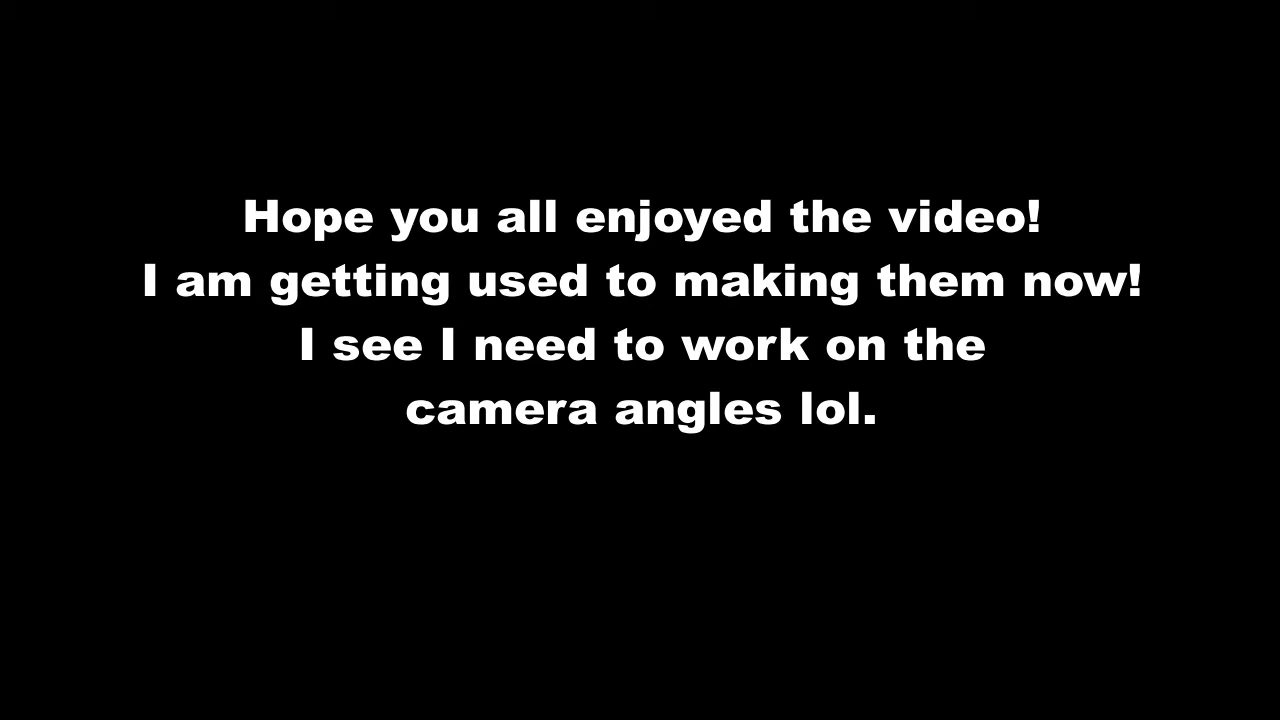 Hope you all enjoyed the video!
I am getting used to making them now!
I see I need to work on the
camera angles lol.